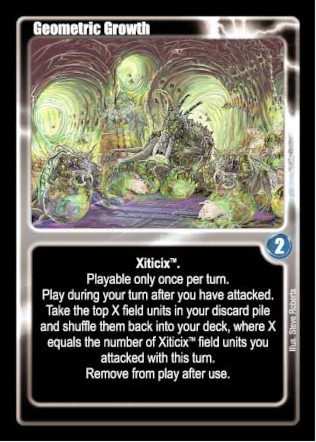 Geometric Growth
2
Xiticix™.
Playable only once per turn.
Play during your turn after you have attacked.
Take the top X field units in your discard pile
and shuffle them back into your deck, where X
equals the number of Xiticix™ field units you
attacked with this turn.
Remove from play after use.
Illus. Steve Roberts